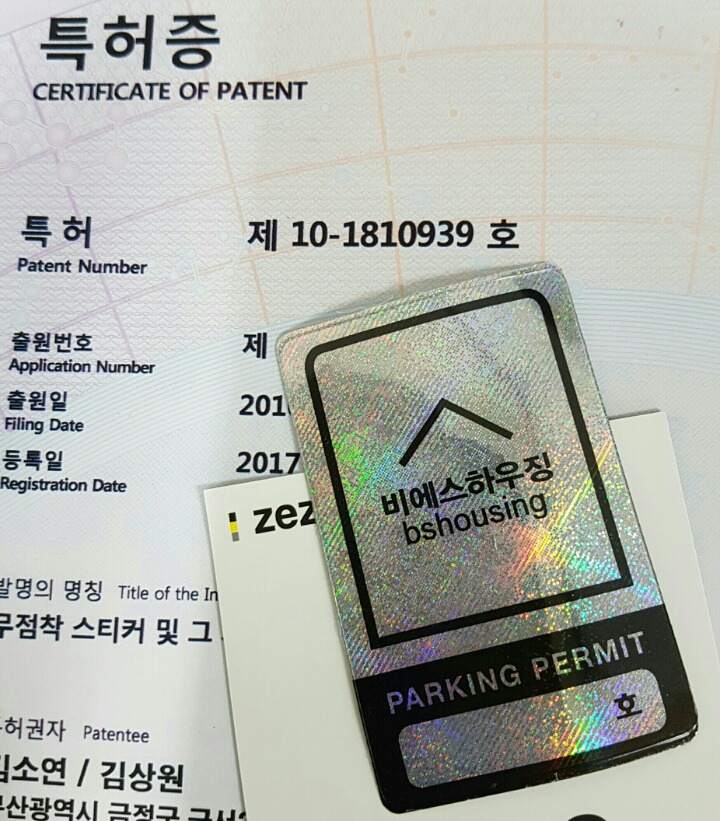 특허증
CERTIFICATE OF PATENT
특 허 제 10-1810939 호
Patent Number
출원번호 제
Application Number
출원일 201
Filing Date
등록일 2017
Registration Date
발명의 명칭 Title of the In
무점착 스티커 및 그
특허권자 Patentee
김소연 / 김상원
부산광역시 금정구
zez
비에스하우징
bshousing
PARKING PERMIT
호